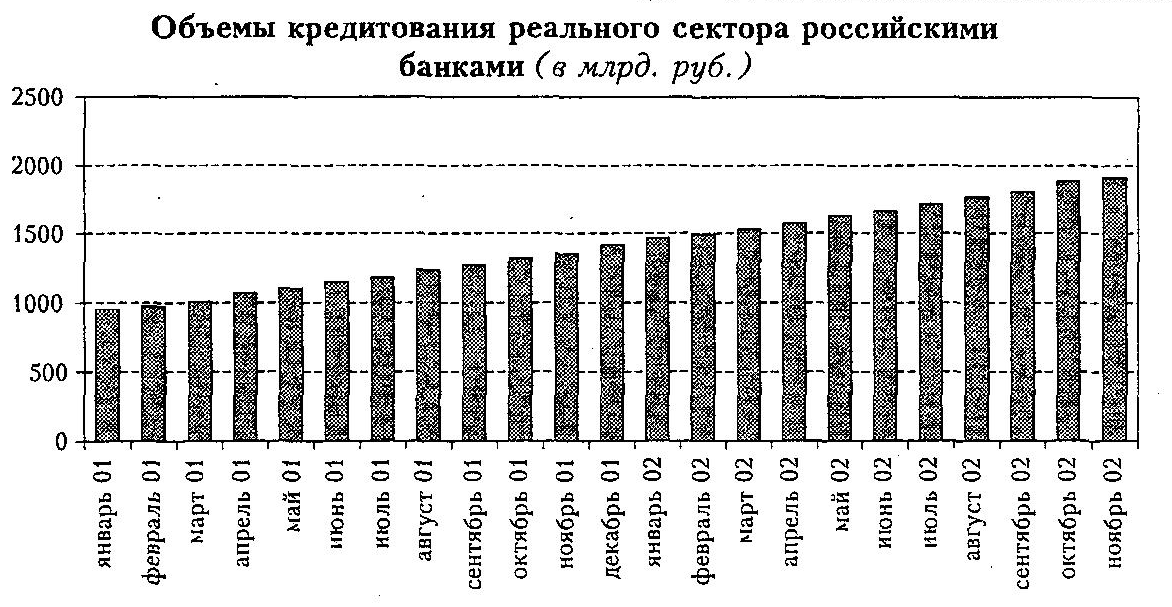 Объемы кредитования реального сектора российскими
банками (в млрд. руб.)
2500
2000
1500
1000
500
0
январь 01
февраль 01
март 01
апрель 01
май 01
июнь 01
июль 01
август 01
сентябрь 01
октябрь 01
ноябрь 01
декабрь 01
январь 02
февраль 02
март 02
апрель 02
май 02
июнь 02
июль 02
август 02
сентябрь 02
октябрь 02
ноябрь 02